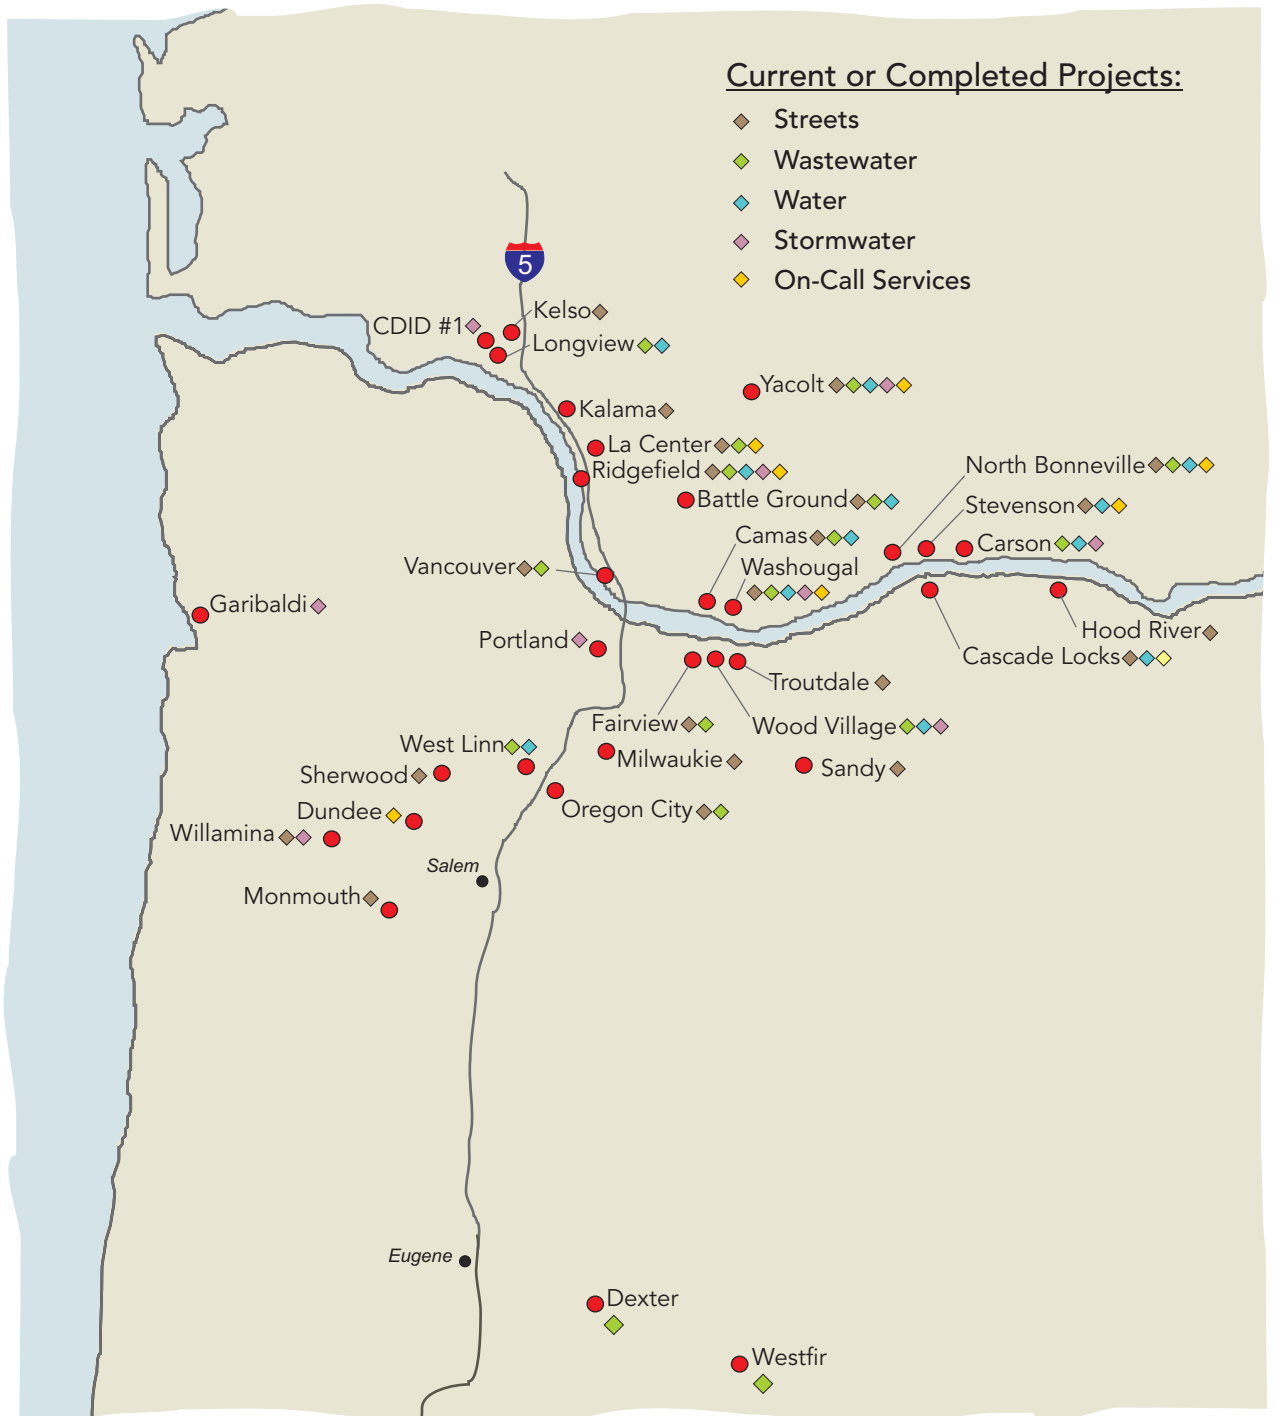 Current or Completed Projects:
Streets
Wastewater
Water
Stormwater
On-Call Services
5
Kelso
CDID #1
Longview
Yacolt
Kalama
La Center
Ridgefield
North Bonneville
Battle Ground
Stevenson
Camas
Carson
Vancouver
Washougal
Garibaldi
Hood River
Portland
Cascade Locks
Troutdale
Fairview
Wood Village
West Linn
Milwaukie
Sandy
Sherwood
Oregon City
Dundee
Willamina
Salem
Monmouth
Eugene
Dexter
Westfir